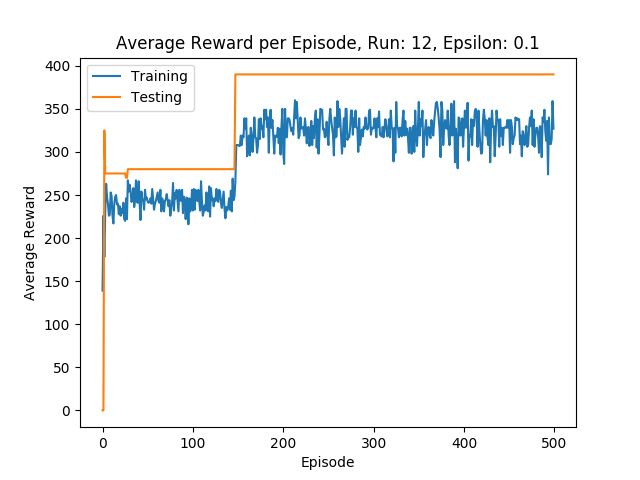 Average Reward per Episode, Run: 12, Epsilon: 0.1
Training
Testing
400
350
300
250
200
150
100
50
0
Average Reward
0 100 200 300 400 500
Episode